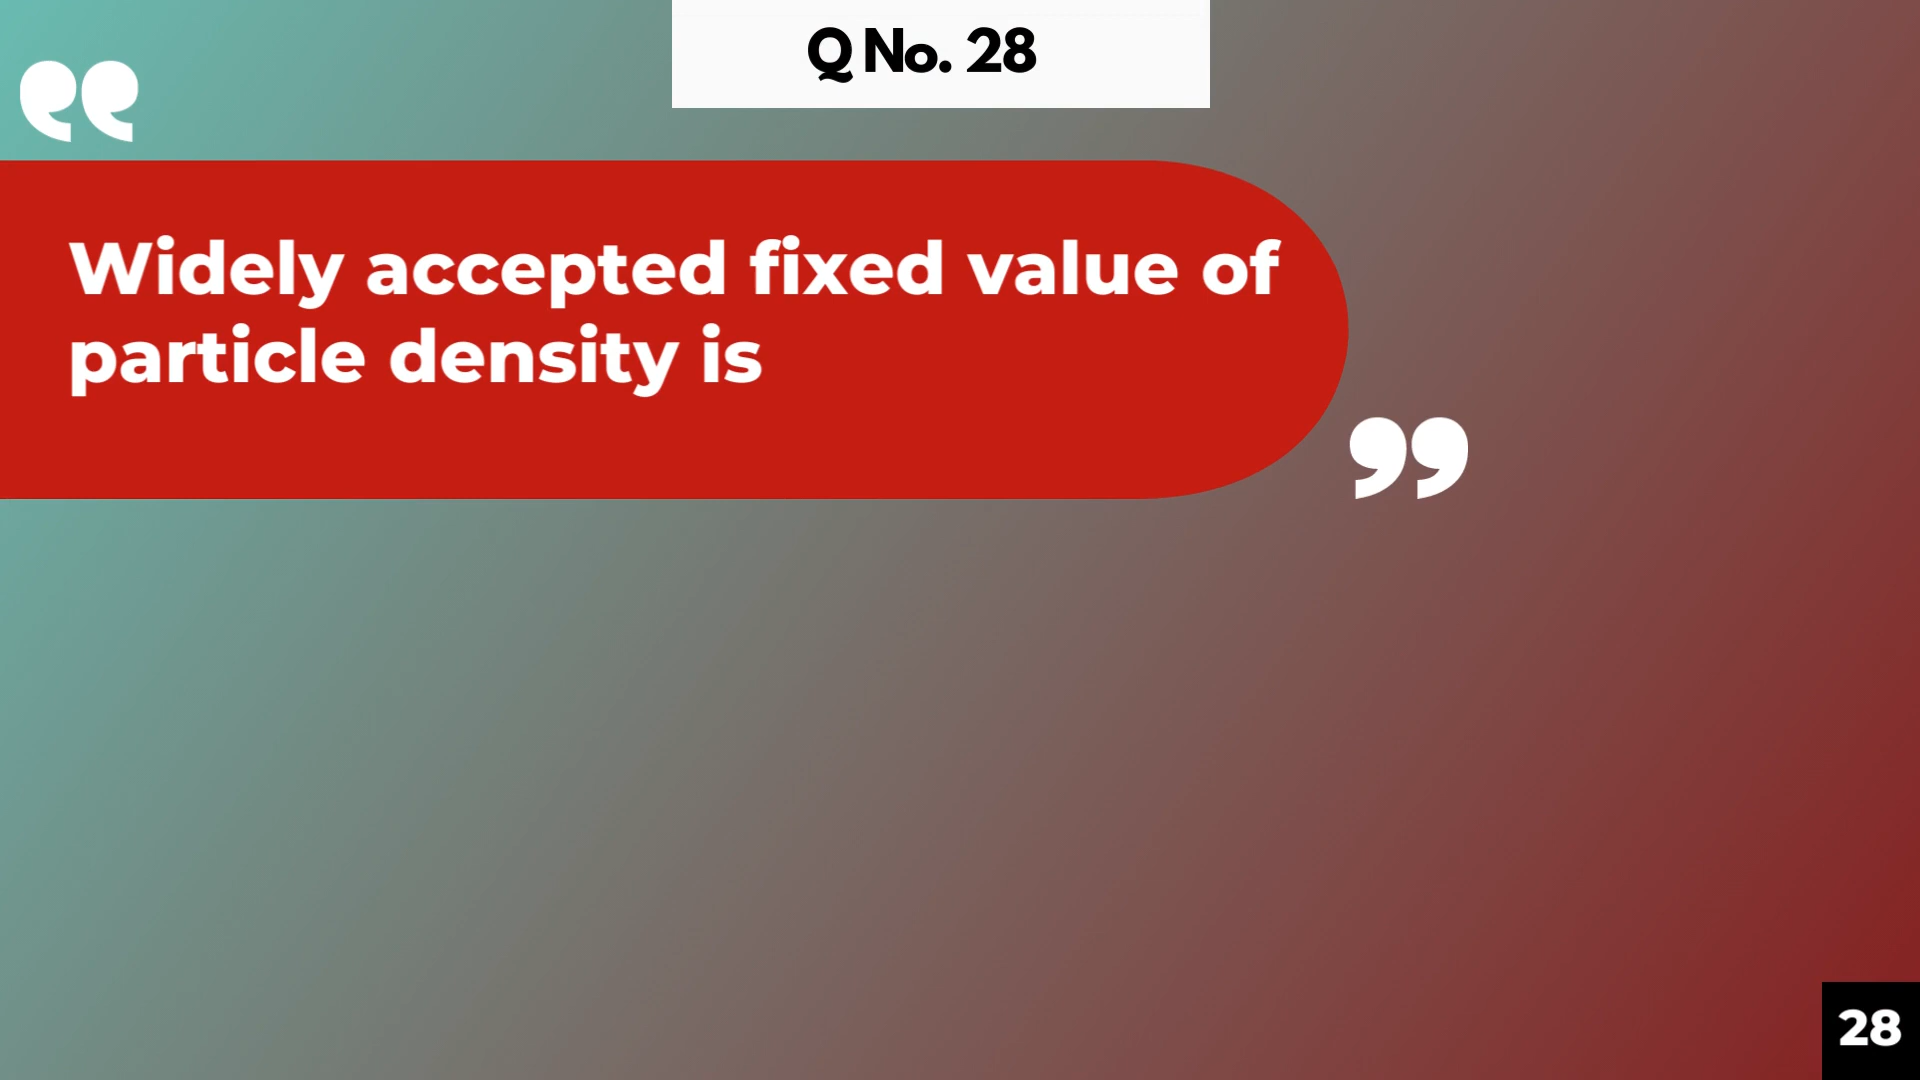 Q No. 28
“
Widely accepted fixed value of
particle density is
”
28